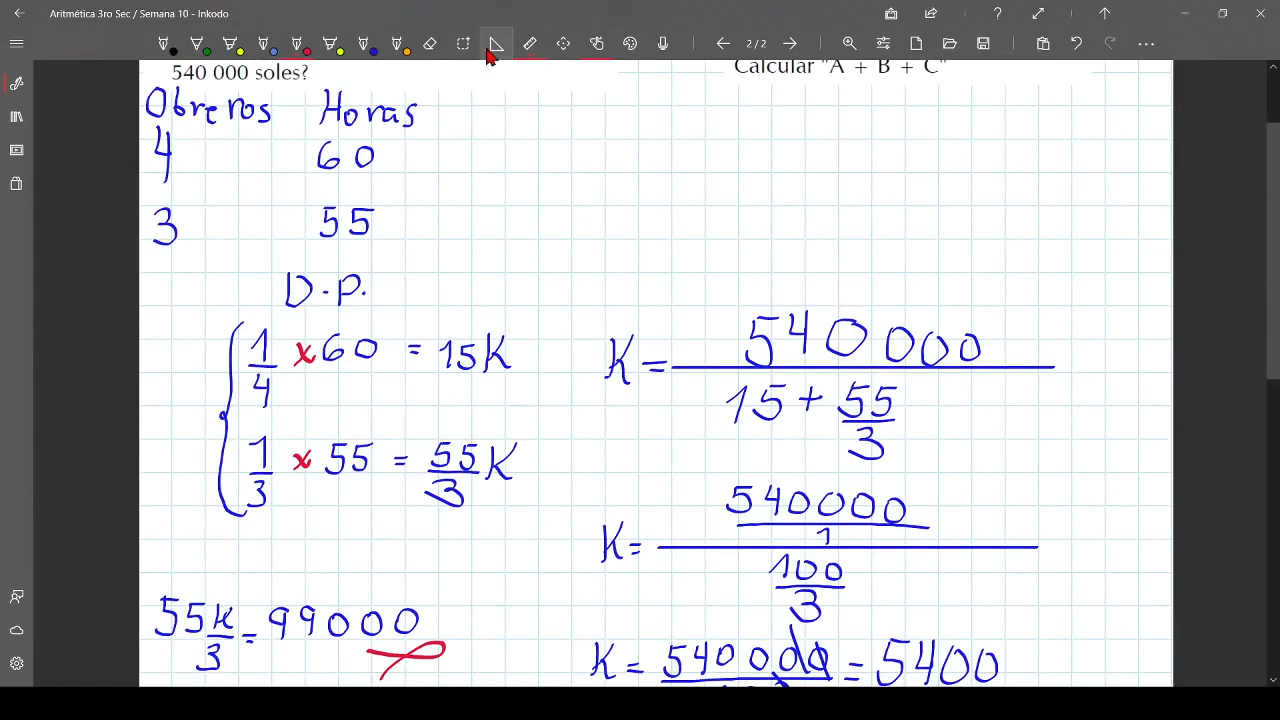 Aritmética 3ro Sec / Semana 10 - Inkodo
2/2
540 000 soles?
Calcular "A + B + C"
Obreros Horas
4 60
3 55
D.P.
1/4 × 60 = 15K
1/3 × 55 = 55/3 K
55K/3 = 99000
K = 540000 / 15 + 55/3
K = 540000/1 / 100/3
K = 540000 = 5400